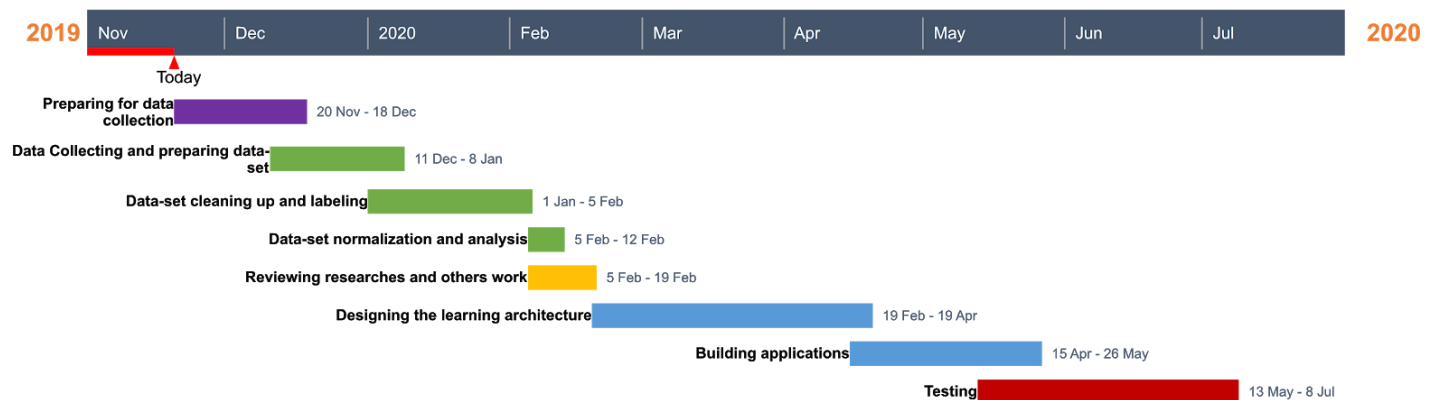 2019 Nov Dec 2020 Feb Mar Apr May Jun Jul 2020
Today
Preparing for data
collection
20 Nov - 18 Dec
Data Collecting and preparing data-
set
11 Dec - 8 Jan
Data-set cleaning up and labeling 1 Jan - 5 Feb
Data-set normalization and analysis 5 Feb - 12 Feb
Reviewing researches and others work 5 Feb - 19 Feb
Designing the learning architecture 19 Feb - 19 Apr
Building applications 15 Apr - 26 May
Testing 13 May - 8 Jul